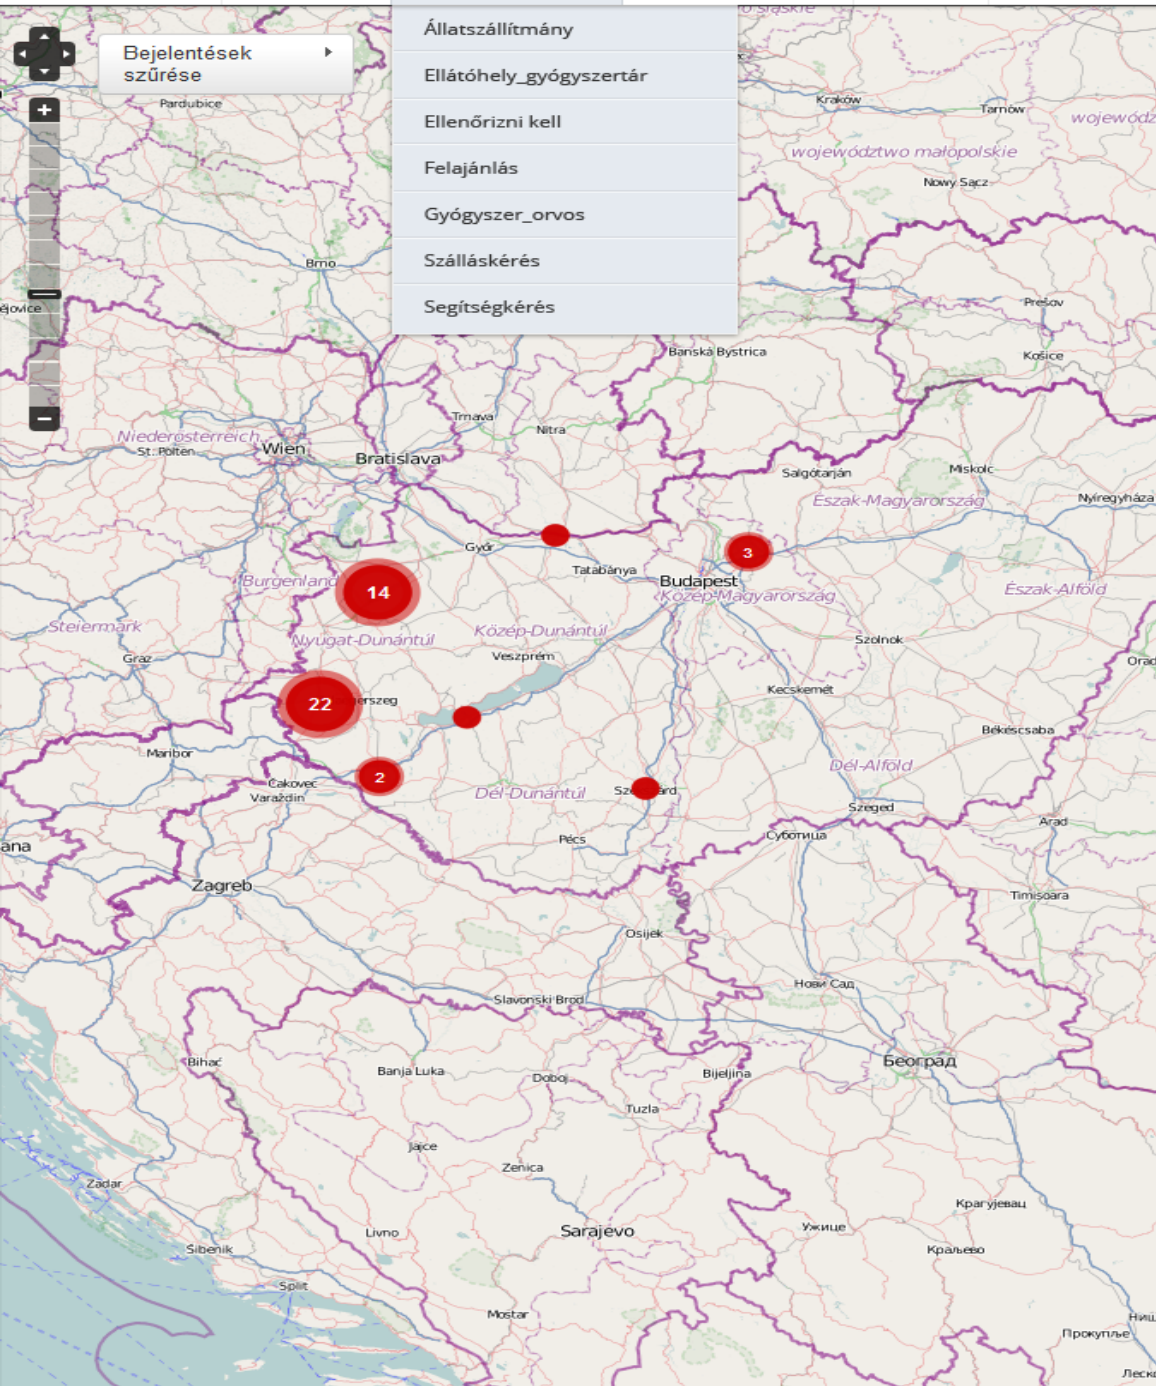 o śląskie
Állatszállítmány
Bejelentések
szűrése
Ellátóhely_gyógyszertár
Pardubice
Kraków
Tarnów
Ellenőrizni kell
województwo małopolskie
Felajánlás
Nowy Sącz
Gyógyszer_orvos
Brno
Szálláskérés
Prešov
Segítségkérés
Banská Bystrica
Košice
Trnava
Nitra
Niederösterreich
Wien
St. Pölten
Bratislava
Salgótarján
Miskolc
Nyíregyháza
Észak-Magyarország
Győr
3
Tatabánya
Budapest
Burgenland
14
Közép-Magyarország
Észak-Alföld
Steiermark
Nyugat-Dunántúl
Közép-Dunántúl
Szolnok
Graz
Veszprém
Kecskemét
22
erszeg
Békéscsaba
Maribor
Dél-Alföld
2
Čakovec
Varaždin
Dél-Dunántúl
Szeged
Pécs
Суботица
Arad
ana
Zagreb
Timișoara
Osijek
Нови Сад
Slavonski Brod
Bihać
Banja Luka
Doboj
Bijeljina
Београд
Tuzla
Jajce
Zenica
Zadar
Крагујевац
Livno
Sarajevo
Ужице
Šibenik
Краљево
Split
Mostar
Прокупље